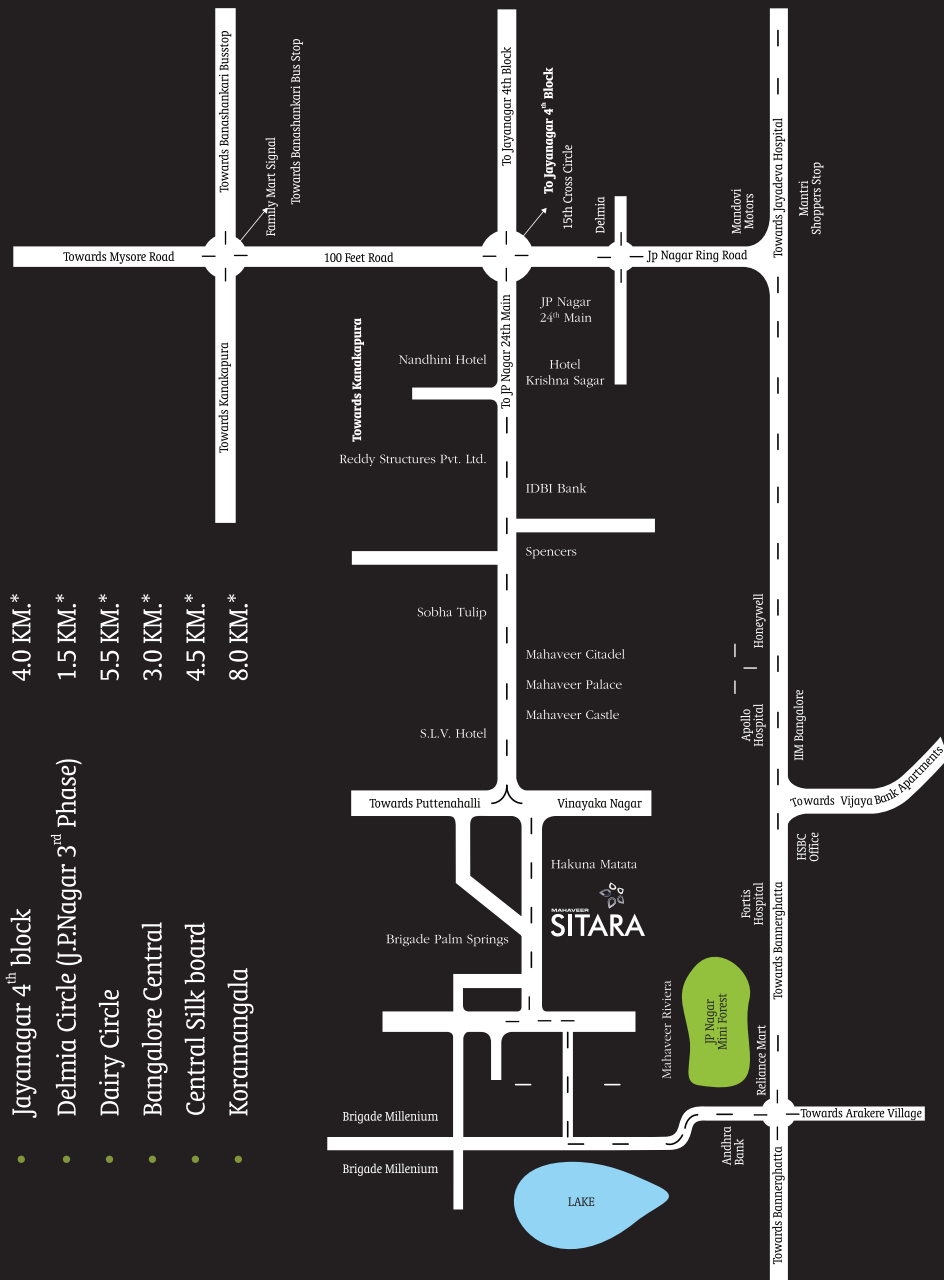 Jayanagar 4th block 4.0 KM.*
Delmia Circle (J.P.Nagar 3rd Phase) 1.5 KM.*
Dairy Circle 5.5 KM.*
Bangalore Central 3.0 KM.*
Central Silk board 4.5 KM.*
Koramangala 8.0 KM.*
Towards Banashankari Busstop
Family Mart Signal
Towards Banashankari Bus Stop
Towards Mysore Road
100 Feet Road
Towards Kanakapura
Towards Kanakapura
To Jayanagar 4th Block
To Jayanagar 4th Block
15th Cross Circle
Delmia
Jp Nagar Ring Road
Mandovi
Motors
Towards Jayadeva Hospital
Mantri
Shoppers Stop
To JP Nagar 24th Main
JP Nagar
24th Main
Nandhini Hotel
Hotel
Krishna Sagar
Reddy Structures Pvt. Ltd.
IDBI Bank
Spencers
Sobha Tulip
Mahaveer Citadel
Mahaveer Palace
Mahaveer Castle
S.L.V. Hotel
Honeywell
Apollo
Hospital
IIM Bangalore
Towards Puttenahalli
Vinayaka Nagar
Towards Vijaya Bank Apartments
HSBC
Office
Hakuna Matata
MAHAVEER
SITARA
Brigade Palm Springs
Fortis
Hospital
Towards Bannerghatta
Mahaveer Riviera
JP Nagar
Mini Forest
Reliance Mart
Brigade Millenium
Brigade Millenium
Andhra
Bank
Towards Arakere Village
LAKE
Towards Bannerghatta